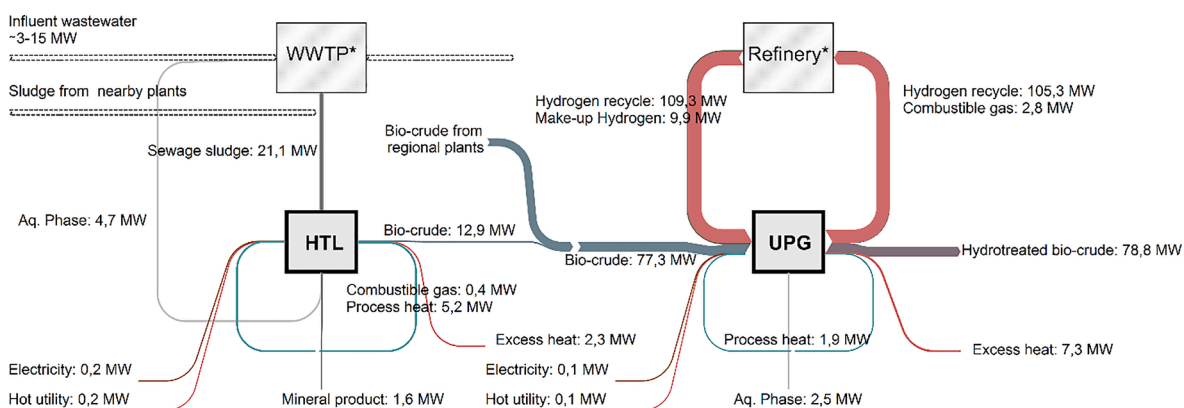 Influent wastewater
~3-15 MW
WWTP*
Sludge from nearby plants
Sewage sludge: 21,1 MW
Aq. Phase: 4,7 MW
HTL
Bio-crude: 12,9 MW
Combustible gas: 0,4 MW
Process heat: 5,2 MW
Excess heat: 2,3 MW
Electricity: 0,2 MW
Hot utility: 0,2 MW
Mineral product: 1,6 MW
Bio-crude from
regional plants
Bio-crude: 77,3 MW
Refinery*
Hydrogen recycle: 109,3 MW
Make-up Hydrogen: 9,9 MW
Hydrogen recycle: 105,3 MW
Combustible gas: 2,8 MW
UPG
Hydrotreated bio-crude: 78,8 MW
Process heat: 1,9 MW
Excess heat: 7,3 MW
Electricity: 0,1 MW
Hot utility: 0,1 MW
Aq. Phase: 2,5 MW